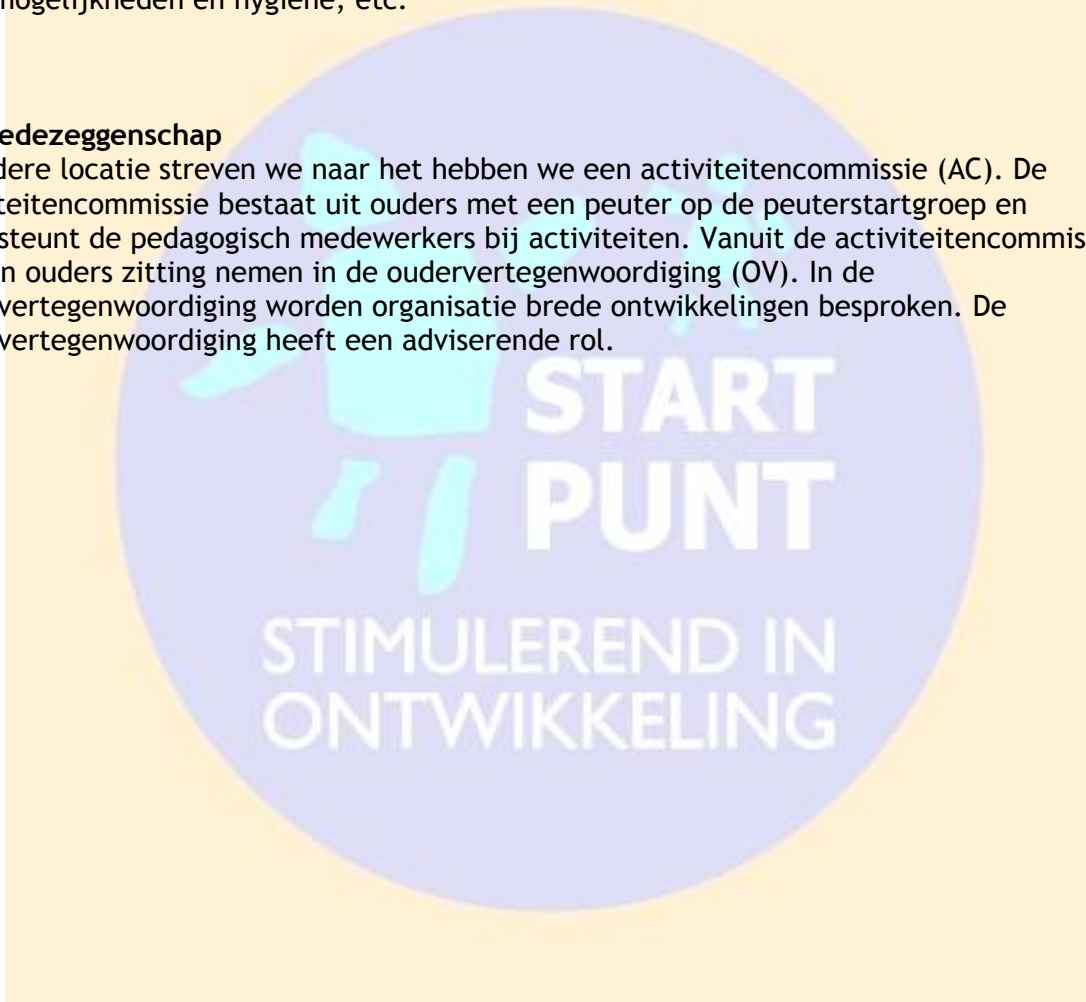 mogelijkheden en hygiëne, etc.
edezeggenschap
dere locatie streven we naar het hebben we een activiteitencommissie (AC). De
teitencommissie bestaat uit ouders met een peuter op de peuterstartgroep en
steunt de pedagogisch medewerkers bij activiteiten. Vanuit de activiteitencommis
n ouders zitting nemen in de oudervertegenwoordiging (OV). In de
vertegenwoordiging worden organisatie brede ontwikkelingen besproken. De
vertegenwoordiging heeft een adviserende rol.
START
PUNT
STIMULEREND IN
ONTWIKKELING